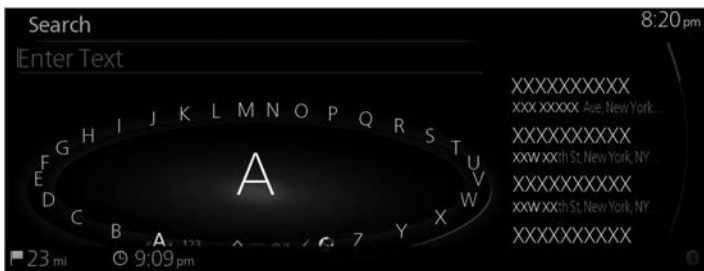 Search
8:20 pm
Enter Text
A
A B C D E F G H I J K L M N O P Q R S T U V W X Y Z
123
XXXXXXXXXX
XXX XXXXX Ave, New York...
XXXXXXXXXX
XXW XXth St, New York, NY...
XXXXXXXXXX
XXW XXth St, New York, NY...
XXXXXXXXXX
23 mi
9:09 pm